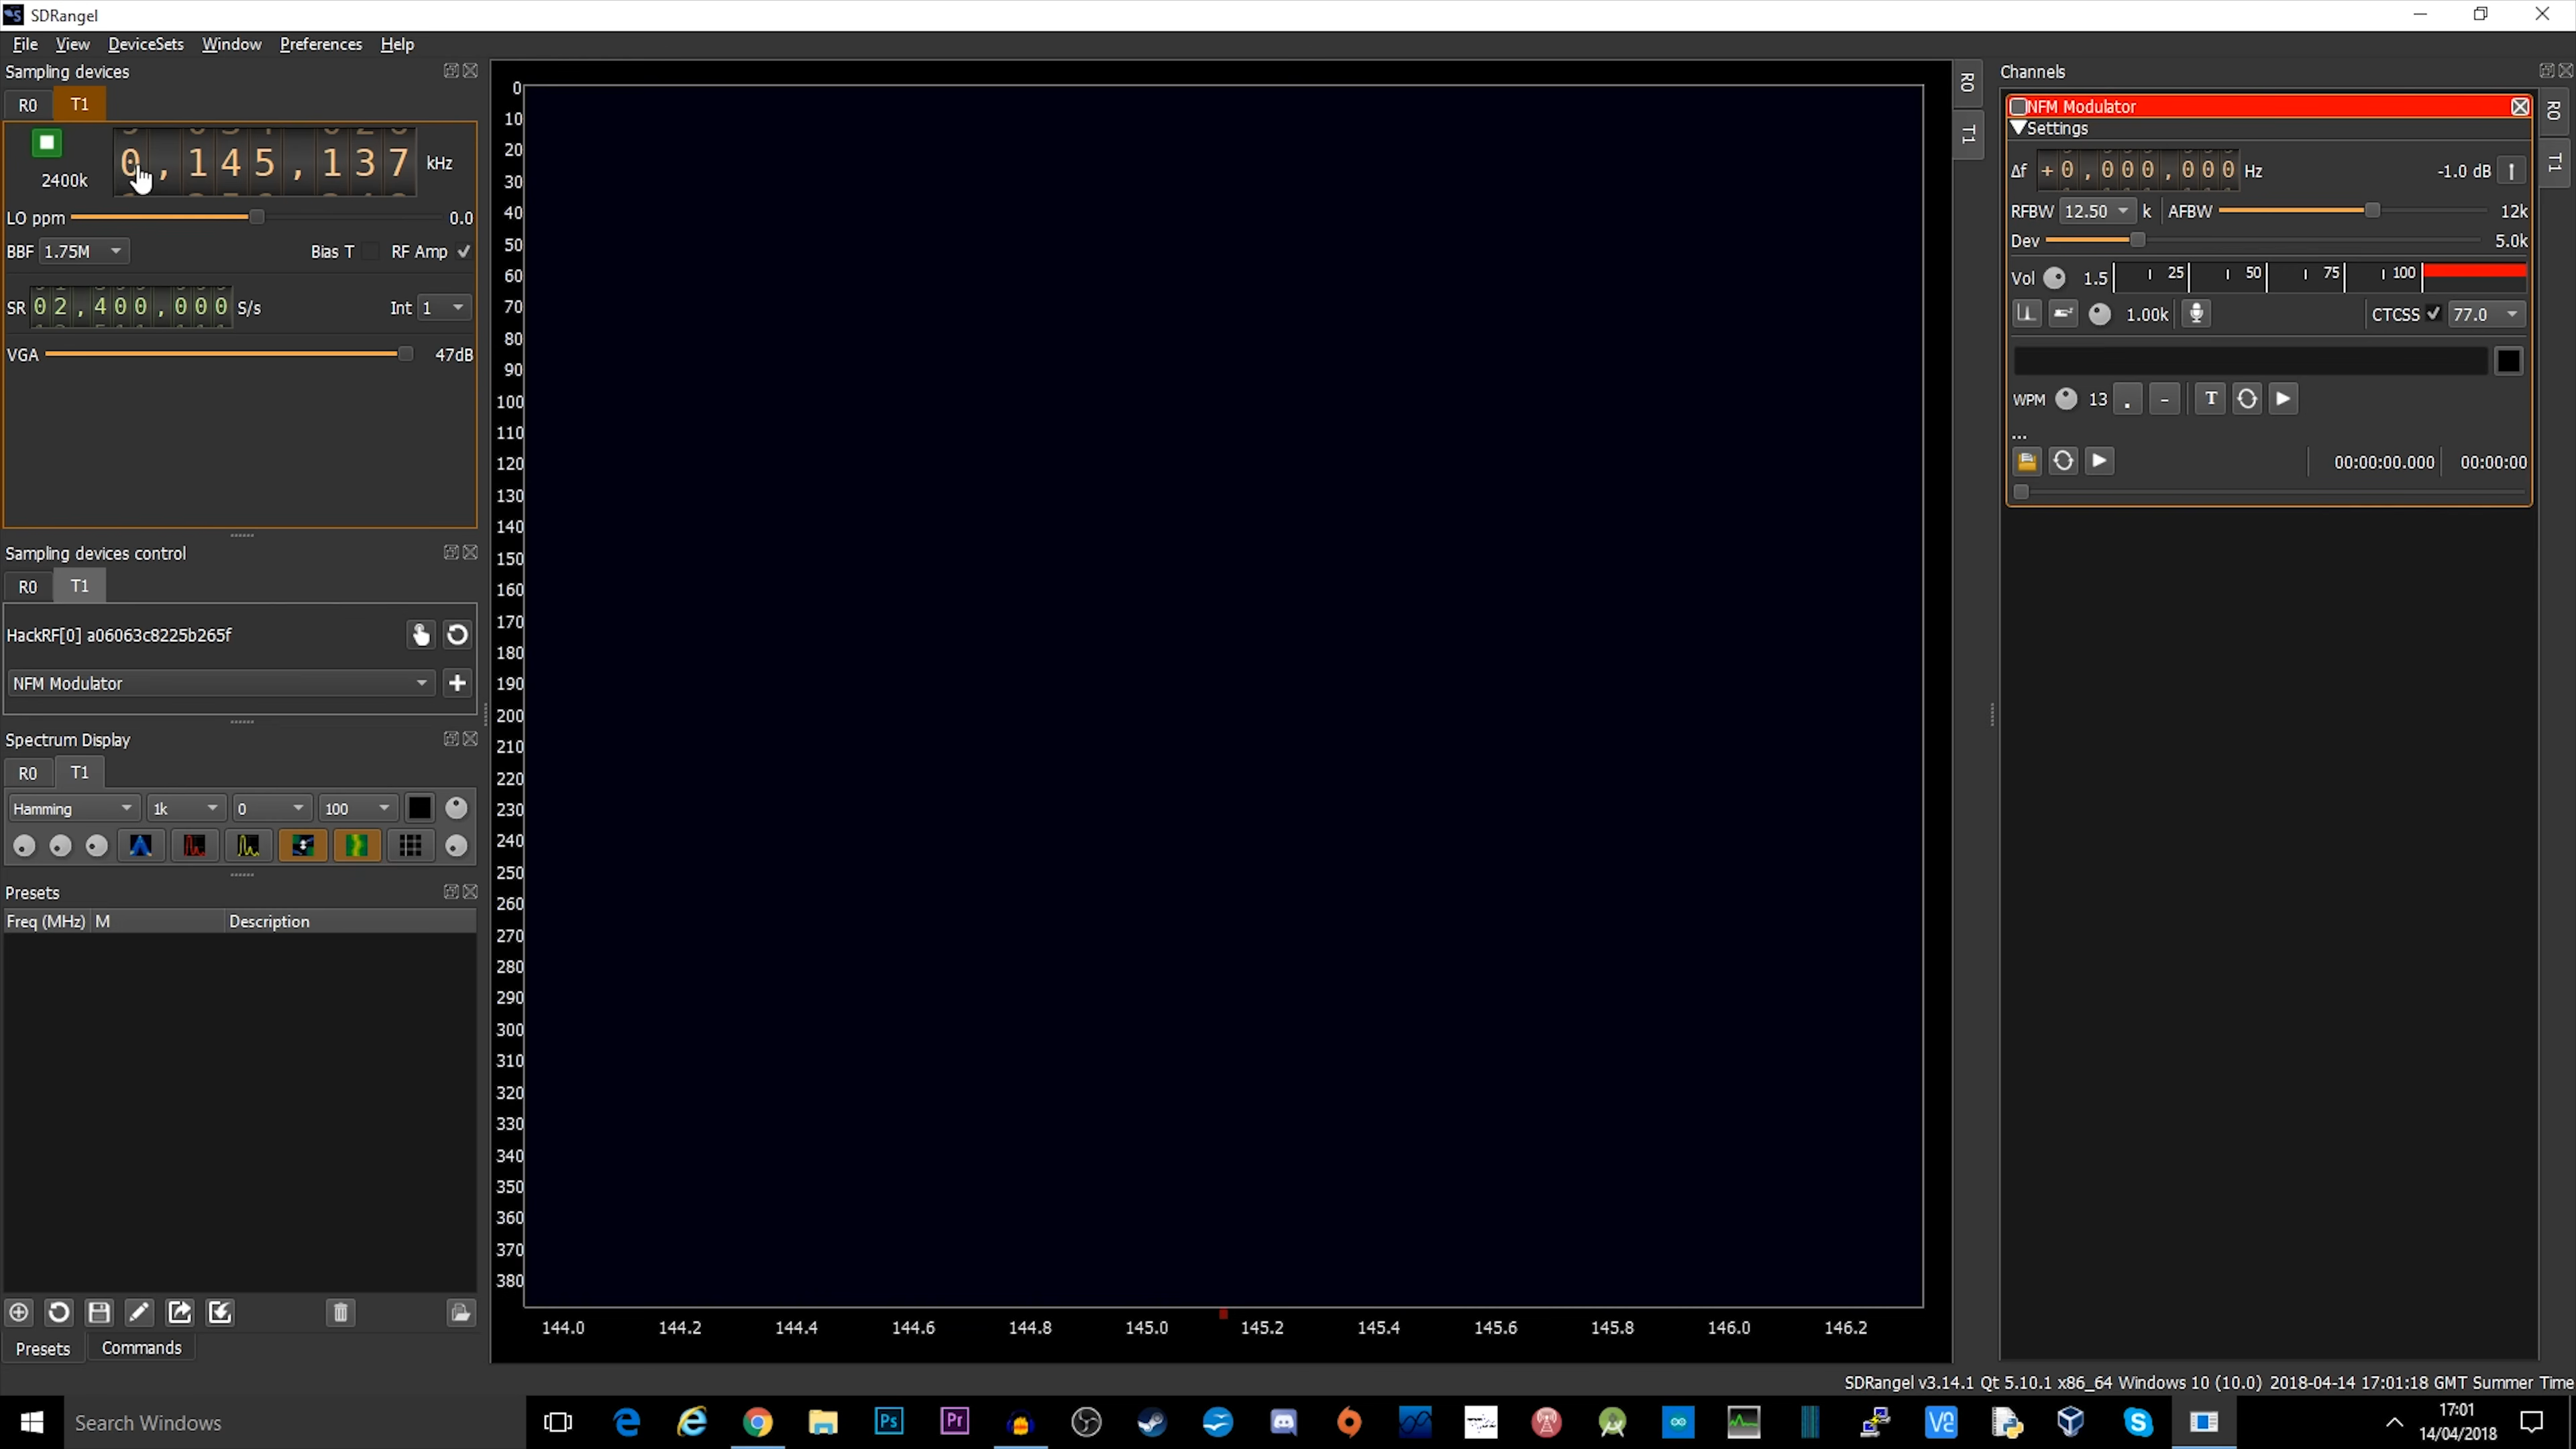 SDRangel
File View DeviceSets Window Preferences Help
Sampling devices
R0 T1
0,145,137 kHz
2400k
LO ppm 0.0
BBF 1.75M Bias T RF Amp
SR 02,400,000 S/s Int 1
VGA 47dB
Sampling devices control
R0 T1
HackRF[0] a06063c8225b265f
NFM Modulator
Spectrum Display
R0 T1
Hamming 1k 0 100
Presets
Freq (MHz) M Description
Presets Commands
0
10
20
30
40
50
60
70
80
90
100
110
120
130
140
150
160
170
180
190
200
210
220
230
240
250
260
270
280
290
300
310
320
330
340
350
360
370
380
144.0 144.2 144.4 144.6 144.8 145.0 145.2 145.4 145.6 145.8 146.0 146.2
R0
T1
Channels
NFM Modulator
Settings
Δf +0,000,000 Hz -1.0 dB
RFBW 12.50 k AFBW 12k
Dev 5.0k
Vol 1.5 25 50 75 100
1.00k CTCSS 77.0
WPM 13 . - T
...
00:00:00.000 00:00:00
R0
T1
SDRangel v3.14.1 Qt 5.10.1 x86_64 Windows 10 (10.0) 2018-04-14 17:01:18 GMT Summer Time
Search Windows
Ps
Pr
17:01
14/04/2018